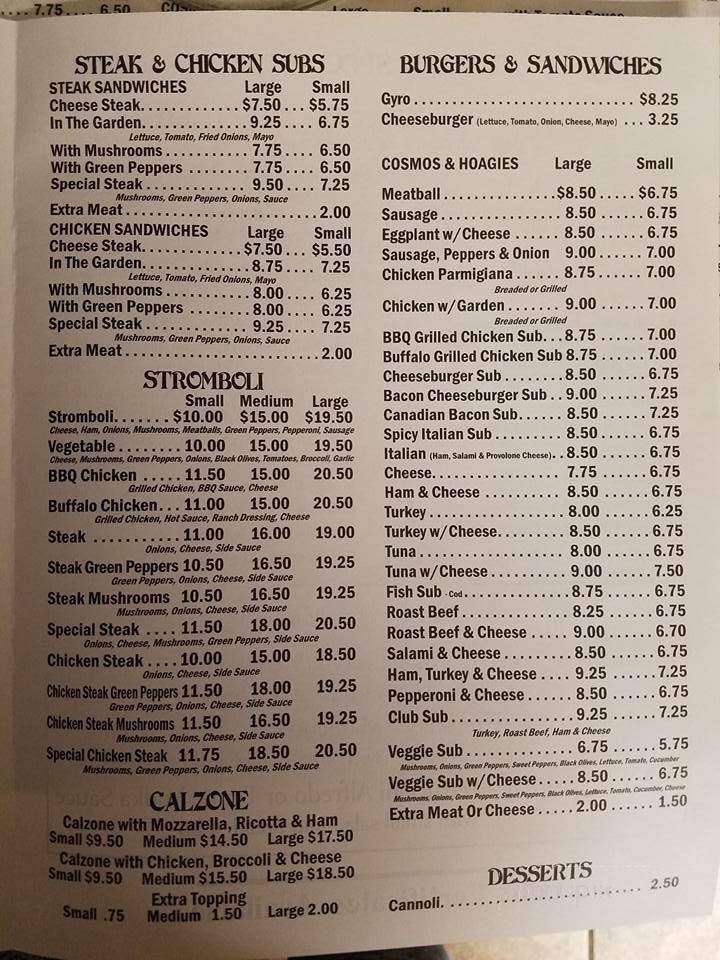 .... 7.75 .... 6.50
STEAK & CHICKEN SUBS
STEAK SANDWICHES Large Small
Cheese Steak............. $7.50... $5.75
In The Garden............. 9.25.... 6.75
Lettuce, Tomato, Fried Onions, Mayo
With Mushrooms........... 7.75.... 6.50
With Green Peppers ........ 7.75.... 6.50
Special Steak ............. 9.50.... 7.25
Mushrooms, Green Peppers, Onions, Sauce
Extra Meat......................... 2.00
CHICKEN SANDWICHES Large Small
Cheese Steak............. $7.50... $5.50
In The Garden............. 8.75.... 7.25
Lettuce, Tomato, Fried Onions, Mayo
With Mushrooms........... 8.00.... 6.25
With Green Peppers ........ 8.00.... 6.25
Special Steak ............. 9.25.... 7.25
Mushrooms, Green Peppers, Onions, Sauce
Extra Meat......................... 2.00
STROMBOLI
Small Medium Large
Stromboli....... $10.00 $15.00 $19.50
Cheese, Ham, Onions, Mushrooms, Meatballs, Green Peppers, Pepperoni, Sausage
Vegetable ........ 10.00 15.00 19.50
Cheese, Mushrooms, Green Peppers, Onions, Black Olives, Tomatoes, Broccoli, Garlic
BBQ Chicken ..... 11.50 15.00 20.50
Grilled Chicken, BBQ Sauce, Cheese
Buffalo Chicken... 11.00 15.00 20.50
Grilled Chicken, Hot Sauce, Ranch Dressing, Cheese
Steak ........... 11.00 16.00 19.00
Onions, Cheese, Side Sauce
Steak Green Peppers 10.50 16.50 19.25
Green Peppers, Onions, Cheese, Side Sauce
Steak Mushrooms 10.50 16.50 19.25
Mushrooms, Onions, Cheese, Side Sauce
Special Steak .... 11.50 18.00 20.50
Onions, Cheese, Mushrooms, Green Peppers, Side Sauce
Chicken Steak .... 10.00 15.00 18.50
Onions, Cheese, Side Sauce
Chicken Steak Green Peppers 11.50 18.00 19.25
Green Peppers, Onions, Cheese, Side Sauce
Chicken Steak Mushrooms 11.50 16.50 19.25
Mushrooms, Onions, Cheese, Side Sauce
Special Chicken Steak 11.75 18.50 20.50
Mushrooms, Green Peppers, Onions, Cheese, Side Sauce
CALZONE
Calzone with Mozzarella, Ricotta & Ham
Small $9.50 Medium $14.50 Large $17.50
Calzone with Chicken, Broccoli & Cheese
Small $9.50 Medium $15.50 Large $18.50
Extra Topping
Small .75 Medium 1.50 Large 2.00
BURGERS & SANDWICHES
Gyro ............................ $8.25
Cheeseburger (Lettuce, Tomato, Onion, Cheese, Mayo) ... 3.25
COSMOS & HOAGIES Large Small
Meatball ............... $8.50 ..... $6.75
Sausage ................ 8.50 ...... 6.75
Eggplant w/Cheese ...... 8.50 ...... 6.75
Sausage, Peppers & Onion 9.00 ...... 7.00
Chicken Parmigiana ...... 8.75 ...... 7.00
Breaded or Grilled
Chicken w/Garden ....... 9.00 ...... 7.00
Breaded or Grilled
BBQ Grilled Chicken Sub... 8.75 ...... 7.00
Buffalo Grilled Chicken Sub 8.75 ...... 7.00
Cheeseburger Sub ........ 8.50 ...... 6.75
Bacon Cheeseburger Sub .. 9.00 ...... 7.25
Canadian Bacon Sub...... 8.50 ...... 7.25
Spicy Italian Sub ......... 8.50 ...... 6.75
Italian (Ham, Salami & Provolone Cheese).. 8.50 ...... 6.75
Cheese................. 7.75 ...... 6.75
Ham & Cheese .......... 8.50 ...... 6.75
Turkey................. 8.00 ...... 6.25
Turkey w/Cheese......... 8.50 ...... 6.75
Tuna .................. 8.00 ...... 6.75
Tuna w/Cheese .......... 9.00 ...... 7.50
Fish Sub - Cod ............. 8.75 ...... 6.75
Roast Beef.............. 8.25 ...... 6.75
Roast Beef & Cheese ..... 9.00 ...... 6.70
Salami & Cheese ......... 8.50 ...... 6.75
Ham, Turkey & Cheese .... 9.25 ...... 7.25
Pepperoni & Cheese ...... 8.50 ...... 6.75
Club Sub............... 9.25 ...... 7.25
Turkey, Roast Beef, Ham & Cheese
Veggie Sub ............. 6.75 ...... 5.75
Mushrooms, Onions, Green Peppers, Sweet Peppers, Black Olives, Lettuce, Tomato, Cucumber
Veggie Sub w/Cheese ..... 8.50 ...... 6.75
Mushrooms, Onions, Green Peppers, Sweet Peppers, Black Olives, Lettuce, Tomato, Cucumber, Cheese
Extra Meat Or Cheese ..... 2.00 ...... 1.50
DESSERTS
Cannoli.......................... 2.50